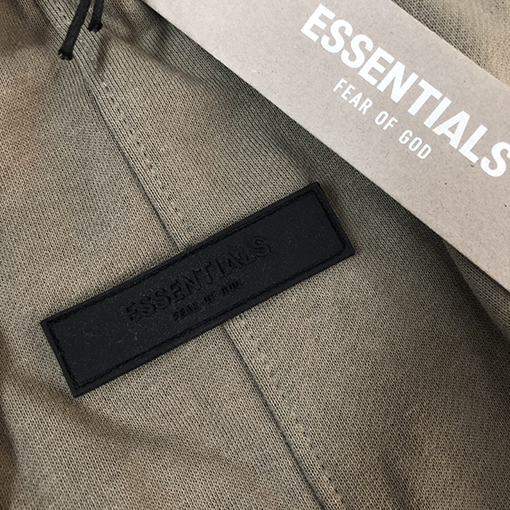 ESSENTIALS
FEAR OF GOD
ESSENTIALS
FEAR OF GOD